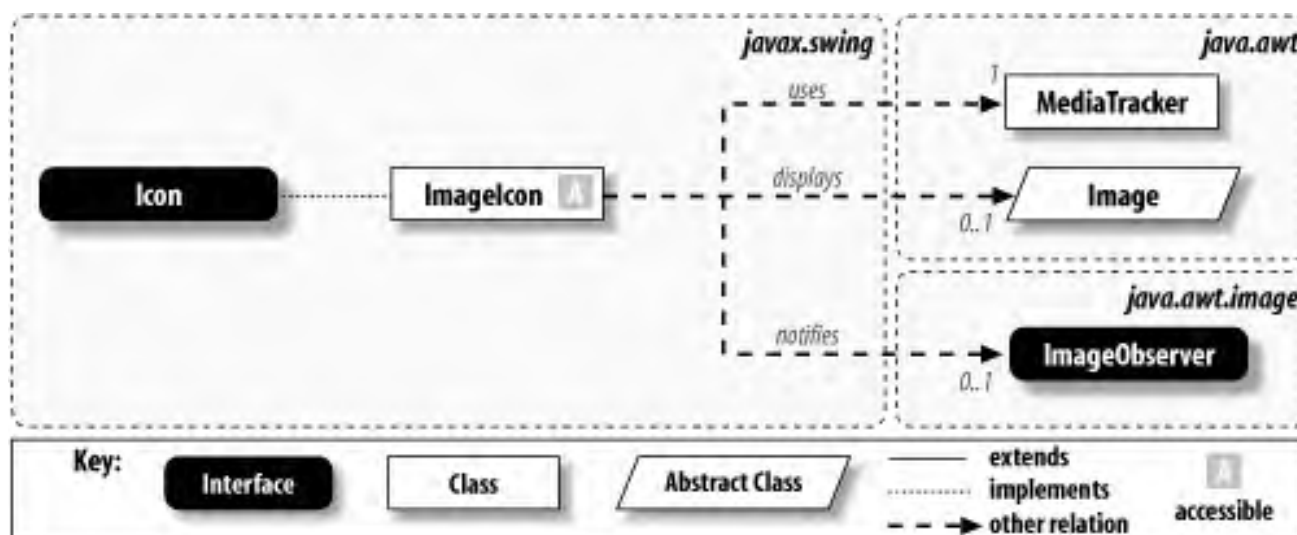 javax.swing
java.awt
uses
1
MediaTracker
Icon
ImageIcon A
displays
Image
0..1
java.awt.image
notifies
ImageObserver
0..1
Key:
Interface
Class
Abstract Class
extends
implements
other relation
A
accessible